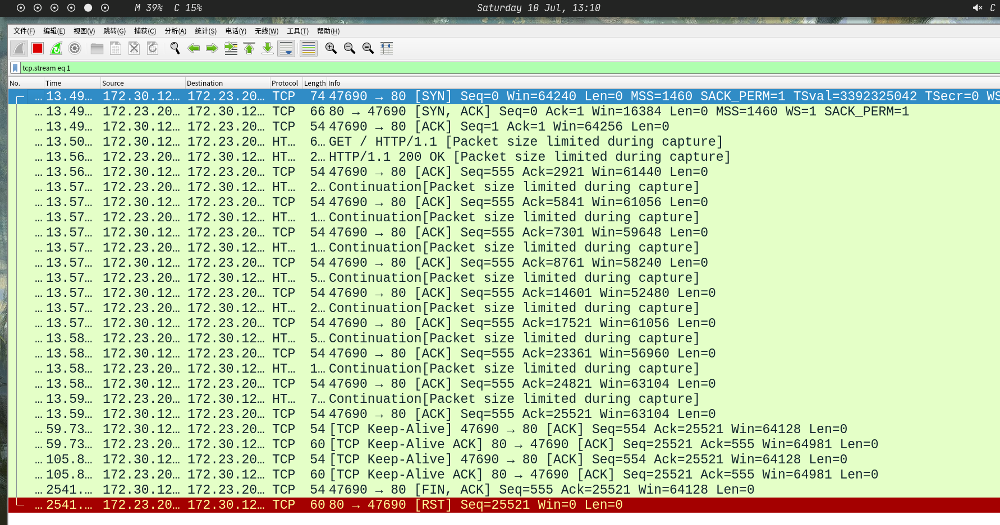 M 39% C 15% Saturday 10 Jul, 13:10 C
文件(F) 编辑(E) 视图(V) 跳转(G) 捕获(C) 分析(A) 统计(S) 电话(Y) 无线(W) 工具(T) 帮助(H)
tcp.stream eq 1
No. Time Source Destination Protocol Length Info
… 13.49… 172.30.12… 172.23.20… TCP 74 47690 → 80 [SYN] Seq=0 Win=64240 Len=0 MSS=1460 SACK_PERM=1 TSval=3392325042 TSecr=0 WS
… 13.49… 172.23.20… 172.30.12… TCP 66 80 → 47690 [SYN, ACK] Seq=0 Ack=1 Win=16384 Len=0 MSS=1460 WS=1 SACK_PERM=1
… 13.49… 172.30.12… 172.23.20… TCP 54 47690 → 80 [ACK] Seq=1 Ack=1 Win=64256 Len=0
… 13.50… 172.30.12… 172.23.20… HT… 6… GET / HTTP/1.1 [Packet size limited during capture]
… 13.56… 172.23.20… 172.30.12… HT… 2… HTTP/1.1 200 OK [Packet size limited during capture]
… 13.56… 172.30.12… 172.23.20… TCP 54 47690 → 80 [ACK] Seq=555 Ack=2921 Win=61440 Len=0
… 13.57… 172.23.20… 172.30.12… HT… 2… Continuation[Packet size limited during capture]
… 13.57… 172.30.12… 172.23.20… TCP 54 47690 → 80 [ACK] Seq=555 Ack=5841 Win=61056 Len=0
… 13.57… 172.23.20… 172.30.12… HT… 1… Continuation[Packet size limited during capture]
… 13.57… 172.30.12… 172.23.20… TCP 54 47690 → 80 [ACK] Seq=555 Ack=7301 Win=59648 Len=0
… 13.57… 172.23.20… 172.30.12… HT… 1… Continuation[Packet size limited during capture]
… 13.57… 172.30.12… 172.23.20… TCP 54 47690 → 80 [ACK] Seq=555 Ack=8761 Win=58240 Len=0
… 13.57… 172.23.20… 172.30.12… HT… 5… Continuation[Packet size limited during capture]
… 13.57… 172.30.12… 172.23.20… TCP 54 47690 → 80 [ACK] Seq=555 Ack=14601 Win=52480 Len=0
… 13.57… 172.23.20… 172.30.12… HT… 2… Continuation[Packet size limited during capture]
… 13.57… 172.30.12… 172.23.20… TCP 54 47690 → 80 [ACK] Seq=555 Ack=17521 Win=61056 Len=0
… 13.58… 172.23.20… 172.30.12… HT… 5… Continuation[Packet size limited during capture]
… 13.58… 172.30.12… 172.23.20… TCP 54 47690 → 80 [ACK] Seq=555 Ack=23361 Win=56960 Len=0
… 13.58… 172.23.20… 172.30.12… HT… 1… Continuation[Packet size limited during capture]
… 13.58… 172.30.12… 172.23.20… TCP 54 47690 → 80 [ACK] Seq=555 Ack=24821 Win=63104 Len=0
… 13.59… 172.23.20… 172.30.12… HT… 7… Continuation[Packet size limited during capture]
… 13.59… 172.30.12… 172.23.20… TCP 54 47690 → 80 [ACK] Seq=555 Ack=25521 Win=63104 Len=0
… 59.73… 172.30.12… 172.23.20… TCP 54 [TCP Keep-Alive] 47690 → 80 [ACK] Seq=554 Ack=25521 Win=64128 Len=0
… 59.73… 172.23.20… 172.30.12… TCP 60 [TCP Keep-Alive ACK] 80 → 47690 [ACK] Seq=25521 Ack=555 Win=64981 Len=0
… 105.8… 172.30.12… 172.23.20… TCP 54 [TCP Keep-Alive] 47690 → 80 [ACK] Seq=554 Ack=25521 Win=64128 Len=0
… 105.8… 172.23.20… 172.30.12… TCP 60 [TCP Keep-Alive ACK] 80 → 47690 [ACK] Seq=25521 Ack=555 Win=64981 Len=0
… 2541.… 172.30.12… 172.23.20… TCP 54 47690 → 80 [FIN, ACK] Seq=555 Ack=25521 Win=64128 Len=0
… 2541.… 172.23.20… 172.30.12… TCP 60 80 → 47690 [RST] Seq=25521 Win=0 Len=0